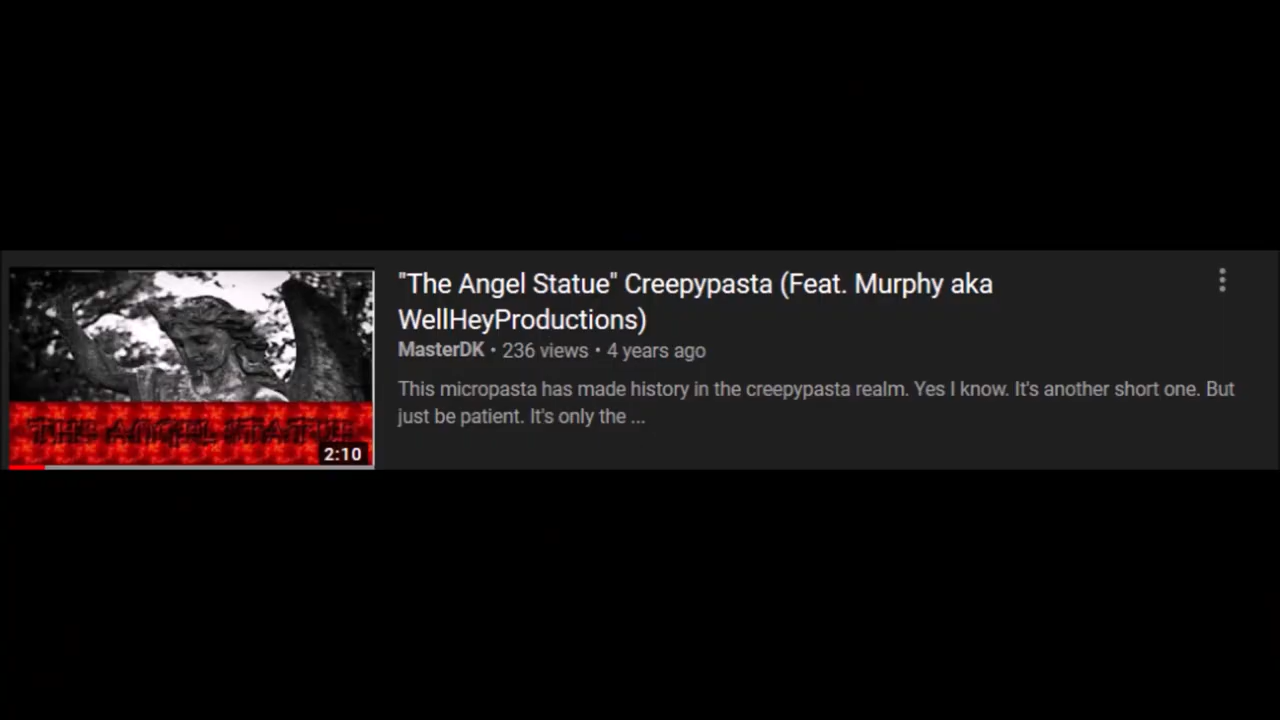 "The Angel Statue" Creepypasta (Feat. Murphy aka
WellHeyProductions)
MasterDK • 236 views • 4 years ago
This micropasta has made history in the creepypasta realm. Yes I know. It's another short one. But
just be patient. It's only the ...
THE ANGEL STATUE
2:10